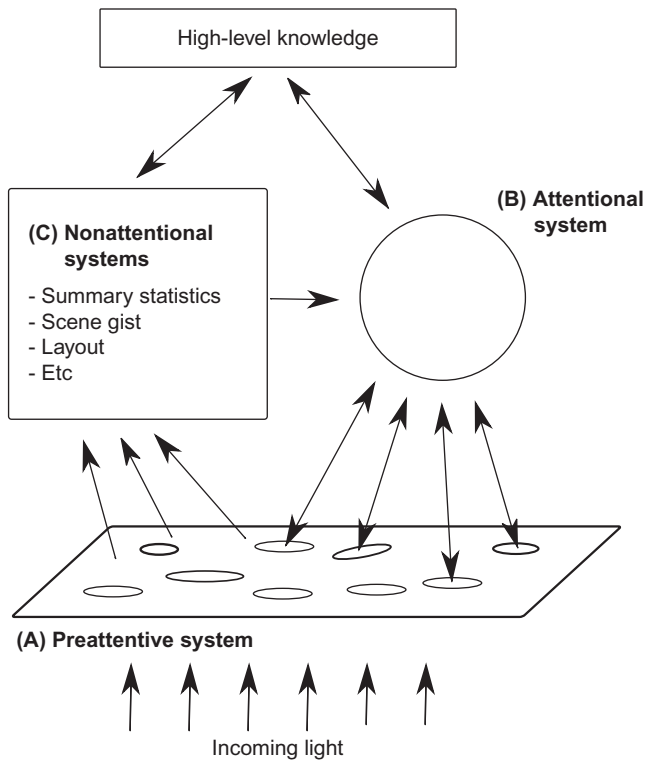 High-level knowledge
(B) Attentional
system
(C) Nonattentional
systems
- Summary statistics
- Scene gist
- Layout
- Etc
(A) Preattentive system
Incoming light